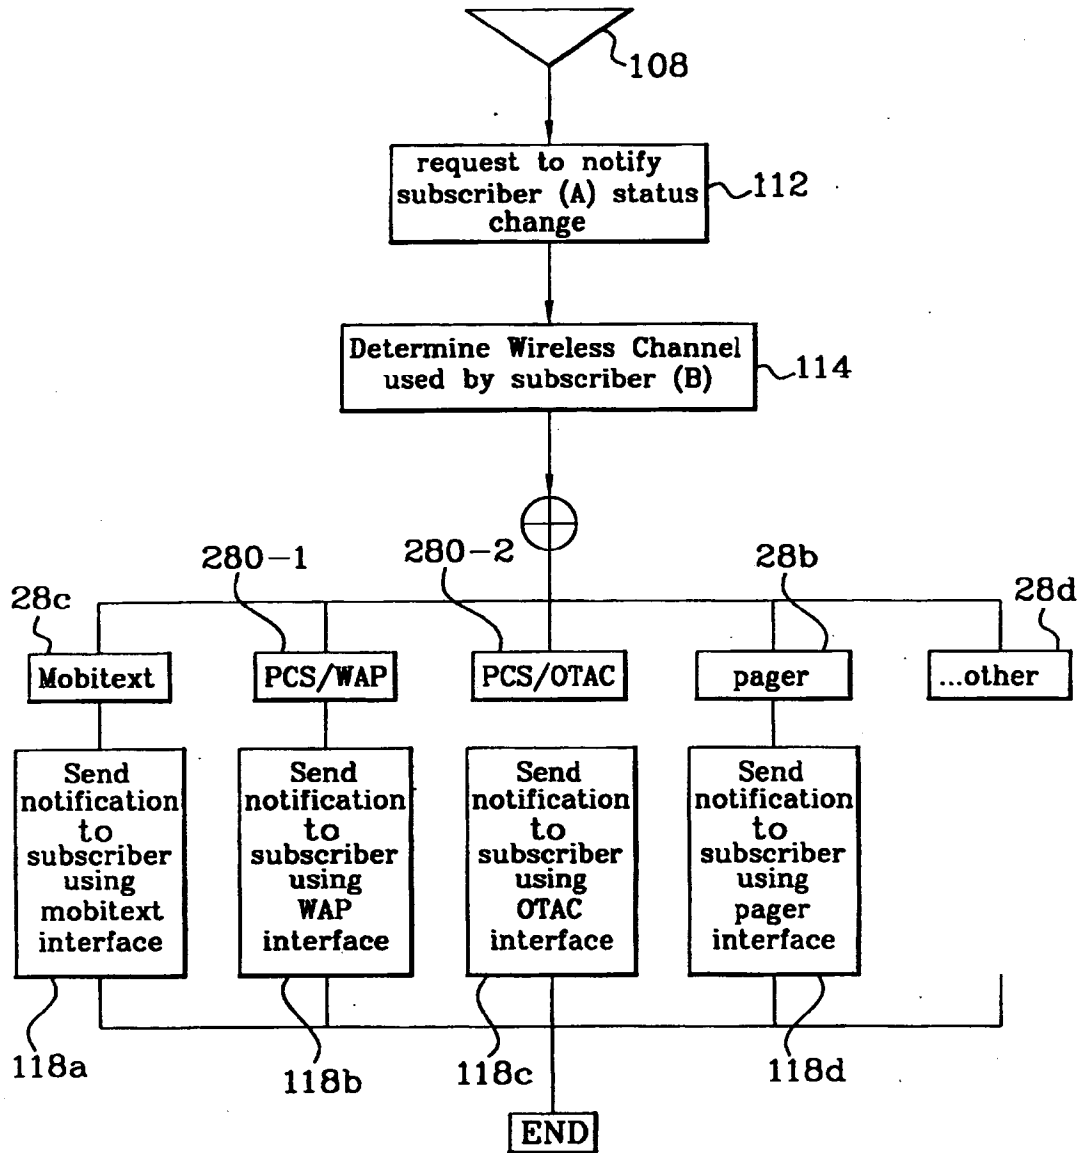 108
request to notify
subscriber (A) status
change
112
Determine Wireless Channel
used by subscriber (B)
114
280-1
280-2
28b
28c
28d
Mobitext
PCS/WAP
PCS/OTAC
pager
...other
Send
notification
to
subscriber
using
mobitext
interface
Send
notification
to
subscriber
using
WAP
interface
Send
notification
to
subscriber
using
OTAC
interface
Send
notification
to
subscriber
using
pager
interface
118a
118b
118c
118d
END